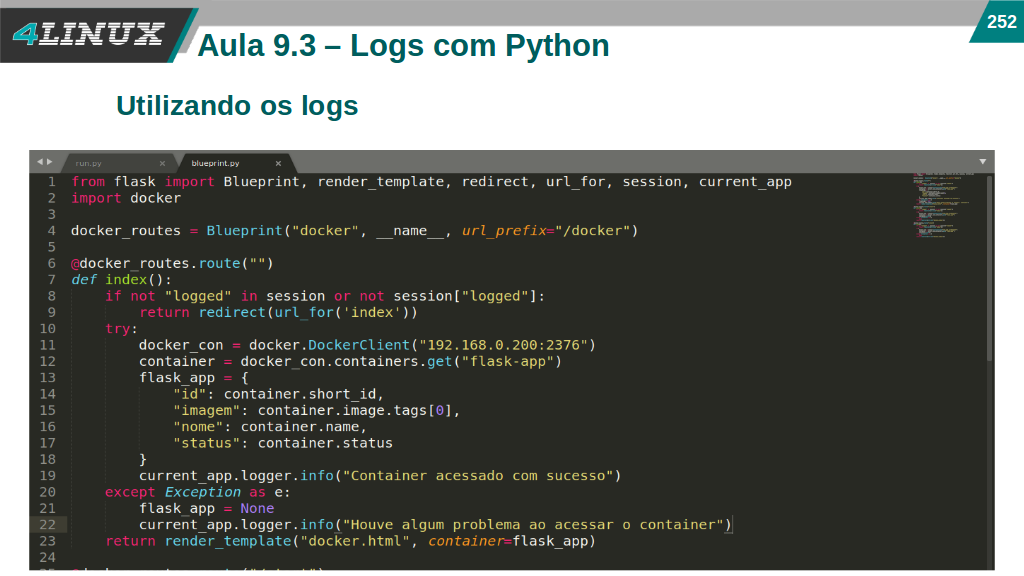 4LINUX
252
Aula 9.3 – Logs com Python
Utilizando os logs
run.py × blueprint.py ×
1 from flask import Blueprint, render_template, redirect, url_for, session, current_app
2 import docker
3
4 docker_routes = Blueprint("docker", __name__, url_prefix="/docker")
5
6 @docker_routes.route("")
7 def index():
8 if not "logged" in session or not session["logged"]:
9 return redirect(url_for('index'))
10 try:
11 docker_con = docker.DockerClient("192.168.0.200:2376")
12 container = docker_con.containers.get("flask-app")
13 flask_app = {
14 "id": container.short_id,
15 "imagem": container.image.tags[0],
16 "nome": container.name,
17 "status": container.status
18 }
19 current_app.logger.info("Container acessado com sucesso")
20 except Exception as e:
21 flask_app = None
22 current_app.logger.info("Houve algum problema ao acessar o container")
23 return render_template("docker.html", container=flask_app)
24